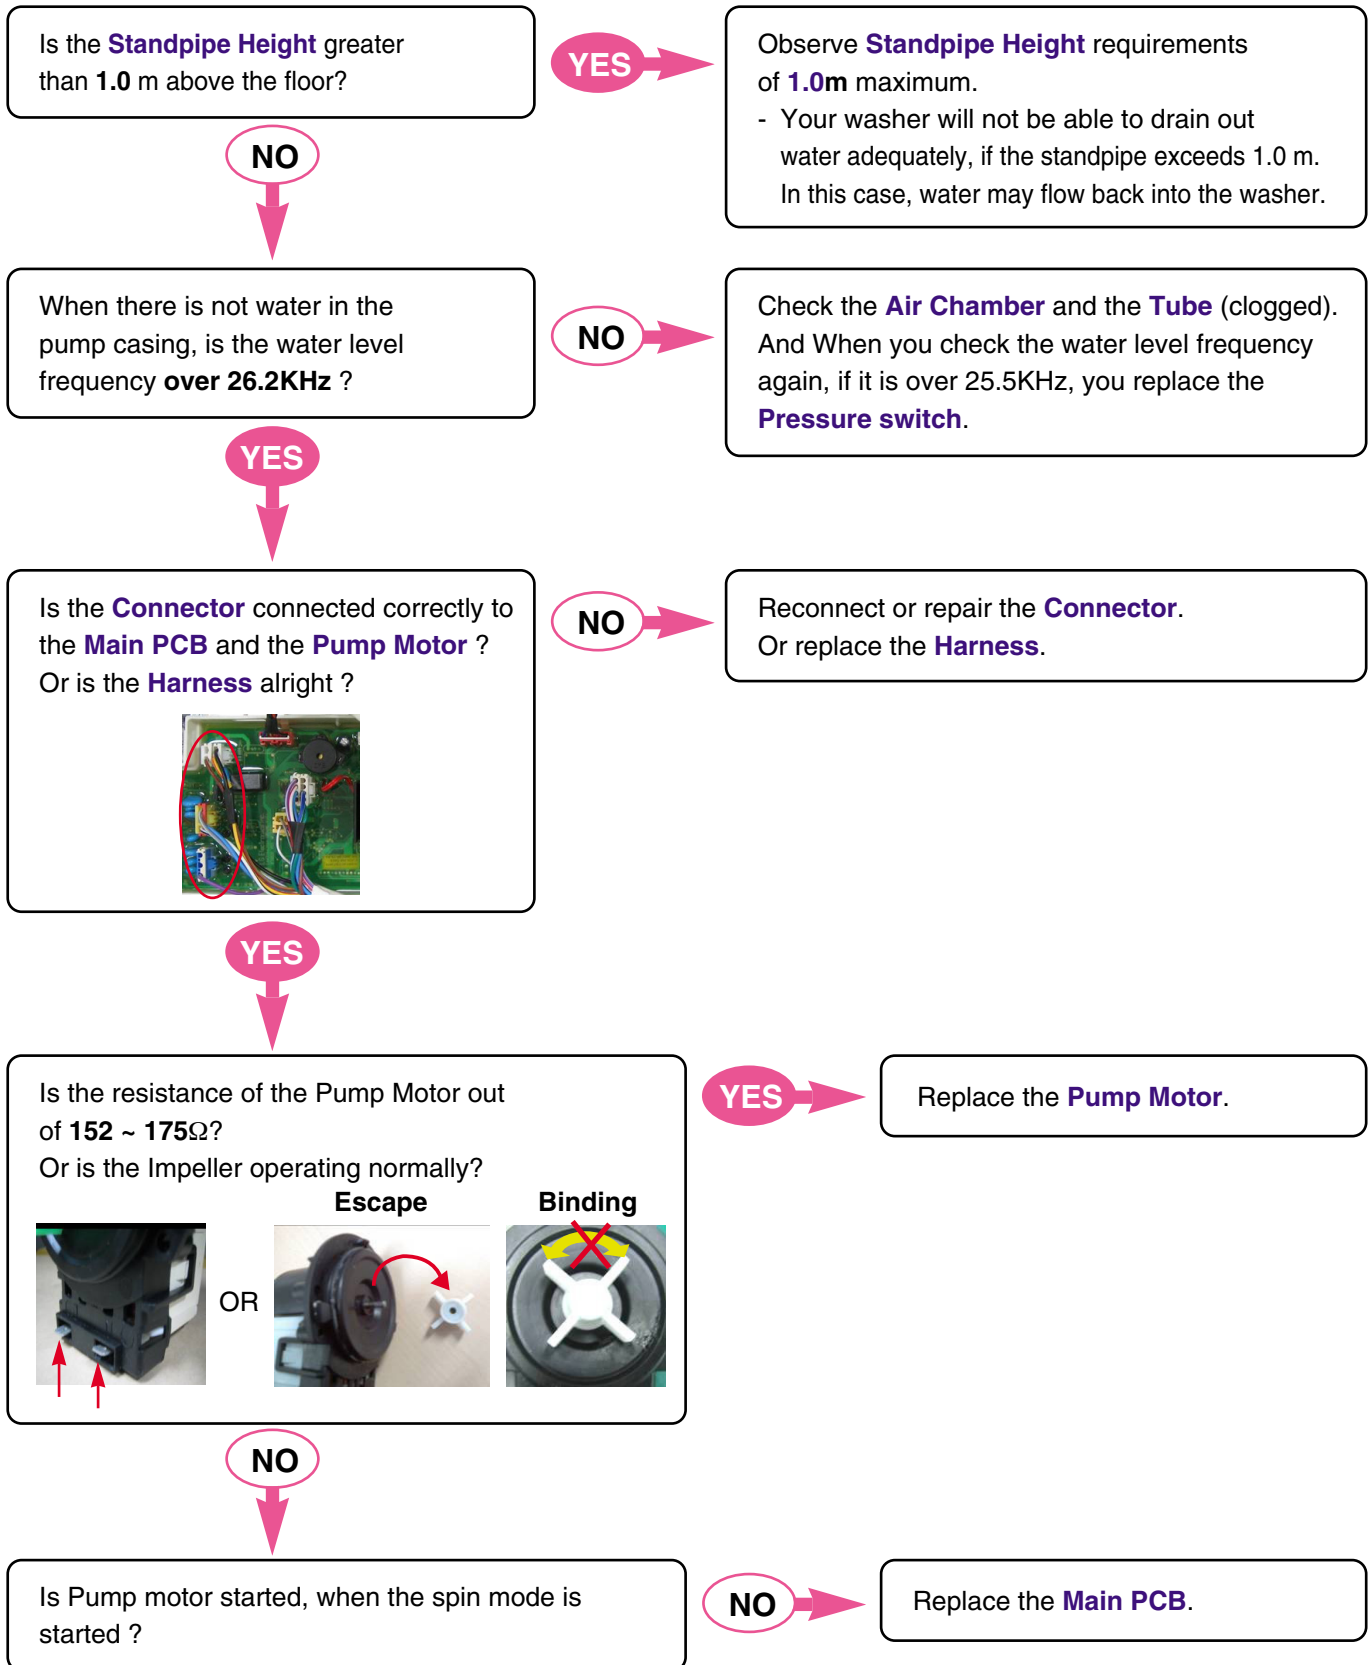 Is the Standpipe Height greater
than 1.0 m above the floor?
YES
Observe Standpipe Height requirements
of 1.0m maximum.
- Your washer will not be able to drain out
water adequately, if the standpipe exceeds 1.0 m.
In this case, water may flow back into the washer.
NO
When there is not water in the
pump casing, is the water level
frequency over 26.2KHz ?
NO
Check the Air Chamber and the Tube (clogged).
And When you check the water level frequency
again, if it is over 25.5KHz, you replace the
Pressure switch.
YES
Is the Connector connected correctly to
the Main PCB and the Pump Motor ?
Or is the Harness alright ?
NO
Reconnect or repair the Connector.
Or replace the Harness.
YES
Is the resistance of the Pump Motor out
of 152 ~ 175Ω?
Or is the Impeller operating normally?
Escape
Binding
OR
YES
Replace the Pump Motor.
NO
Is Pump motor started, when the spin mode is
started ?
NO
Replace the Main PCB.